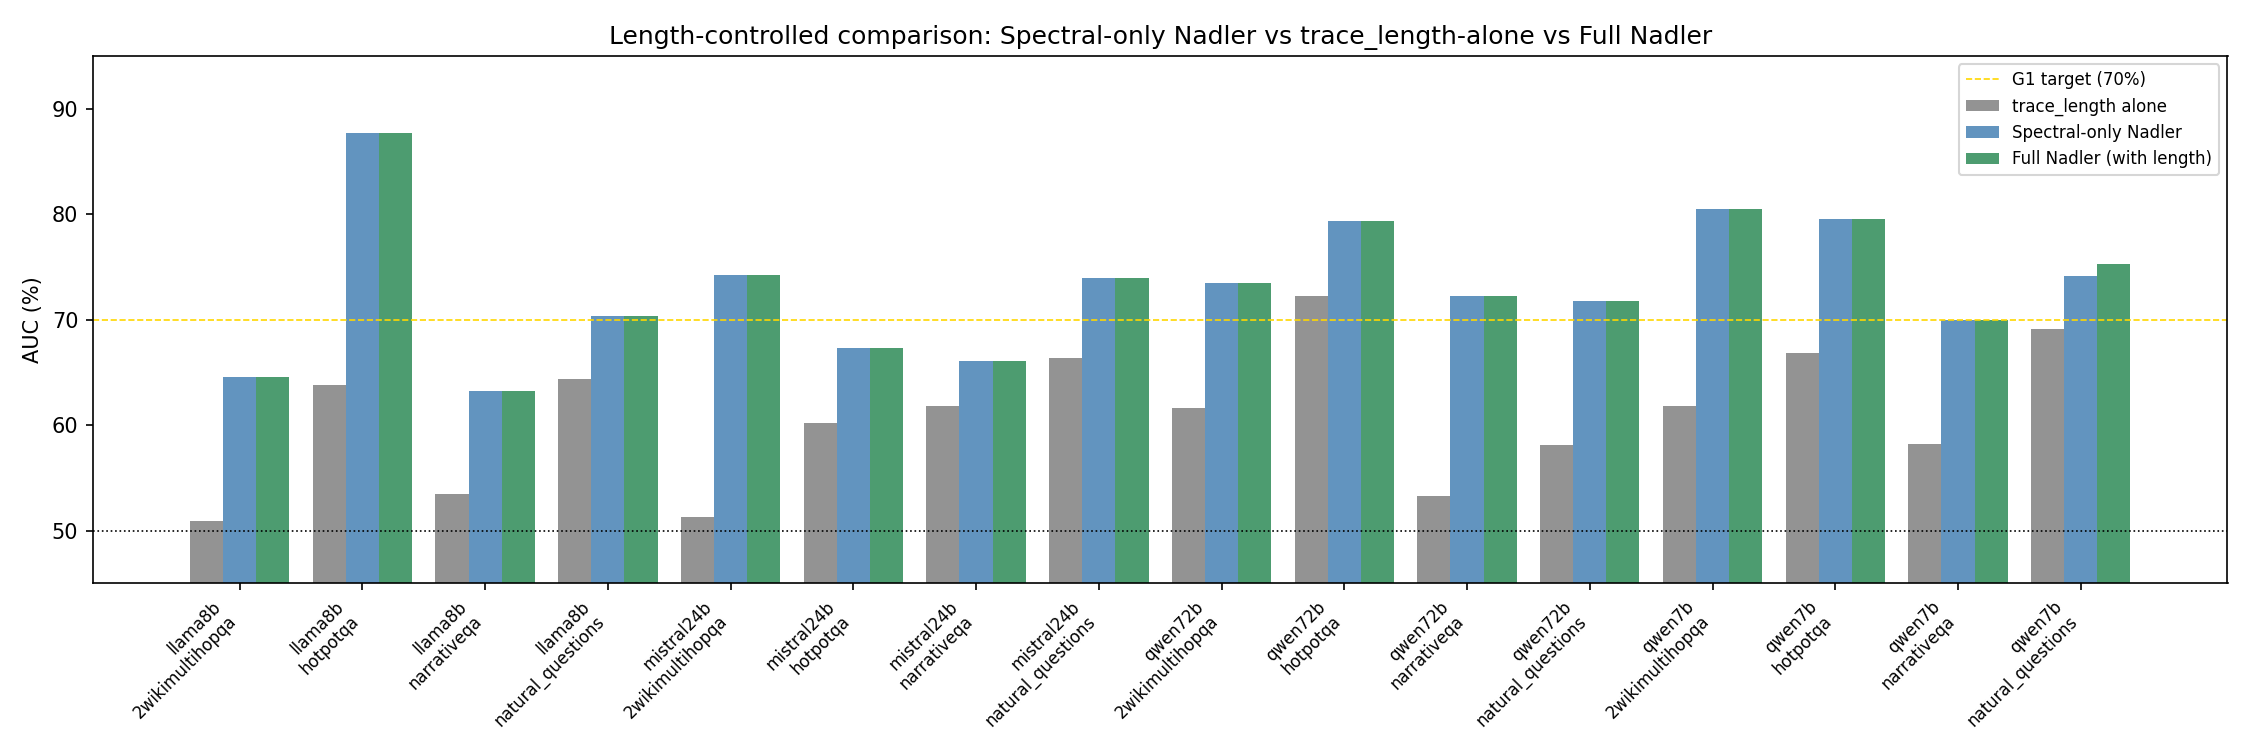 Length-controlled comparison: Spectral-only Nadler vs trace_length-alone vs Full Nadler
AUC (%)
90
80
70
60
50
G1 target (70%)
trace_length alone
Spectral-only Nadler
Full Nadler (with length)
llama8b
2wikimultihopqa
llama8b
hotpotqa
llama8b
narrativeqa
llama8b
natural_questions
mistral24b
2wikimultihopqa
mistral24b
hotpotqa
mistral24b
narrativeqa
mistral24b
natural_questions
qwen72b
2wikimultihopqa
qwen72b
hotpotqa
qwen72b
narrativeqa
qwen72b
natural_questions
qwen7b
2wikimultihopqa
qwen7b
hotpotqa
qwen7b
narrativeqa
qwen7b
natural_questions